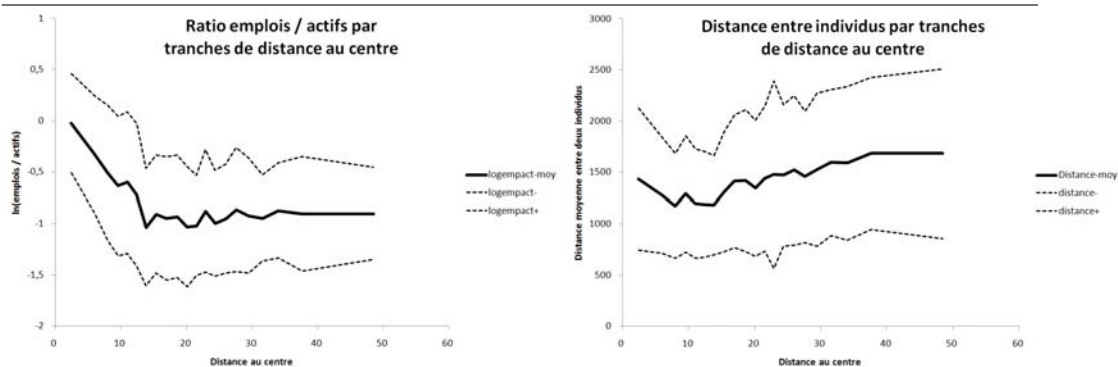 Ratio emplois / actifs par
tranches de distance au centre
1
0,5
0
-0,5
-1
-1,5
-2
ln(emplois / actifs)
0 10 20 30 40 50 60
Distance au centre
logempact-moy
logempact-
logempact+
Distance entre individus par tranches
de distance au centre
3000
2500
2000
1500
1000
500
0
Distance moyenne entre deux individus
0 10 20 30 40 50 60
Distance au centre
Distance-moy
distance-
distance+